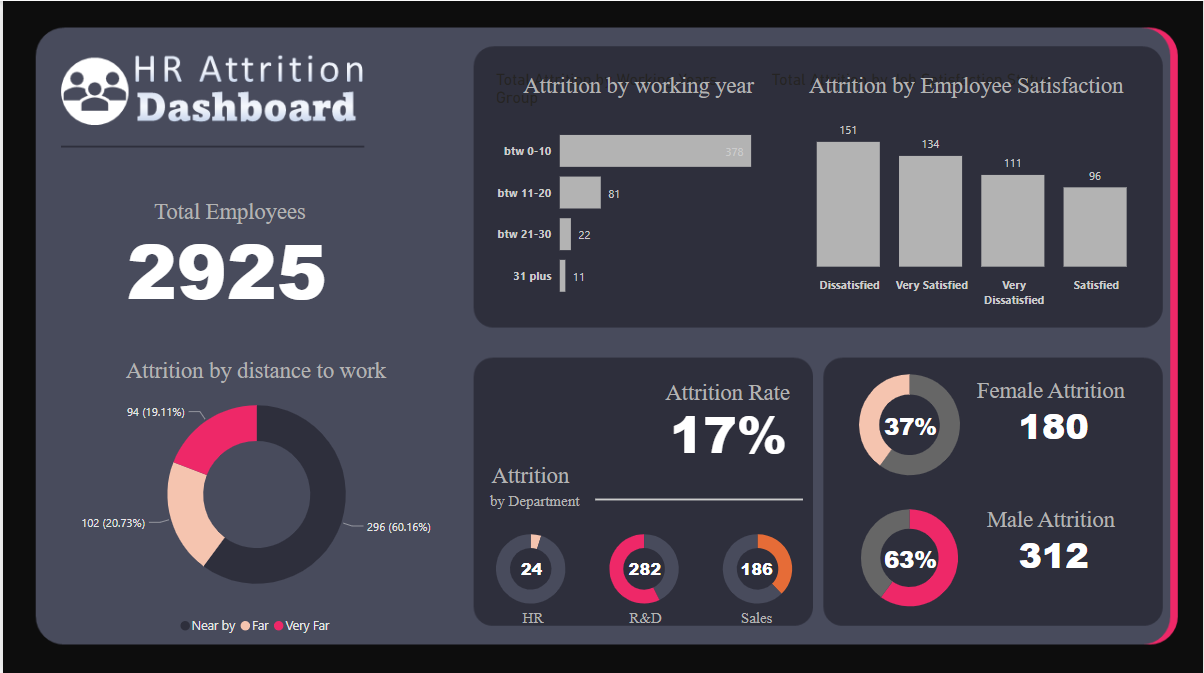 HR Attrition
Dashboard
Total Employees
2925
Attrition by distance to work
94 (19.11%)
102 (20.73%)
296 (60.16%)
Near by Far Very Far
Attrition by working year
btw 0-10 378
btw 11-20 81
btw 21-30 22
31 plus 11
Attrition by Employee Satisfaction
151
134
111
96
Dissatisfied
Very Satisfied
Very
Dissatisfied
Satisfied
Attrition Rate
17%
Attrition
by Department
24
282
186
HR
R&D
Sales
Female Attrition
37%
180
Male Attrition
63%
312